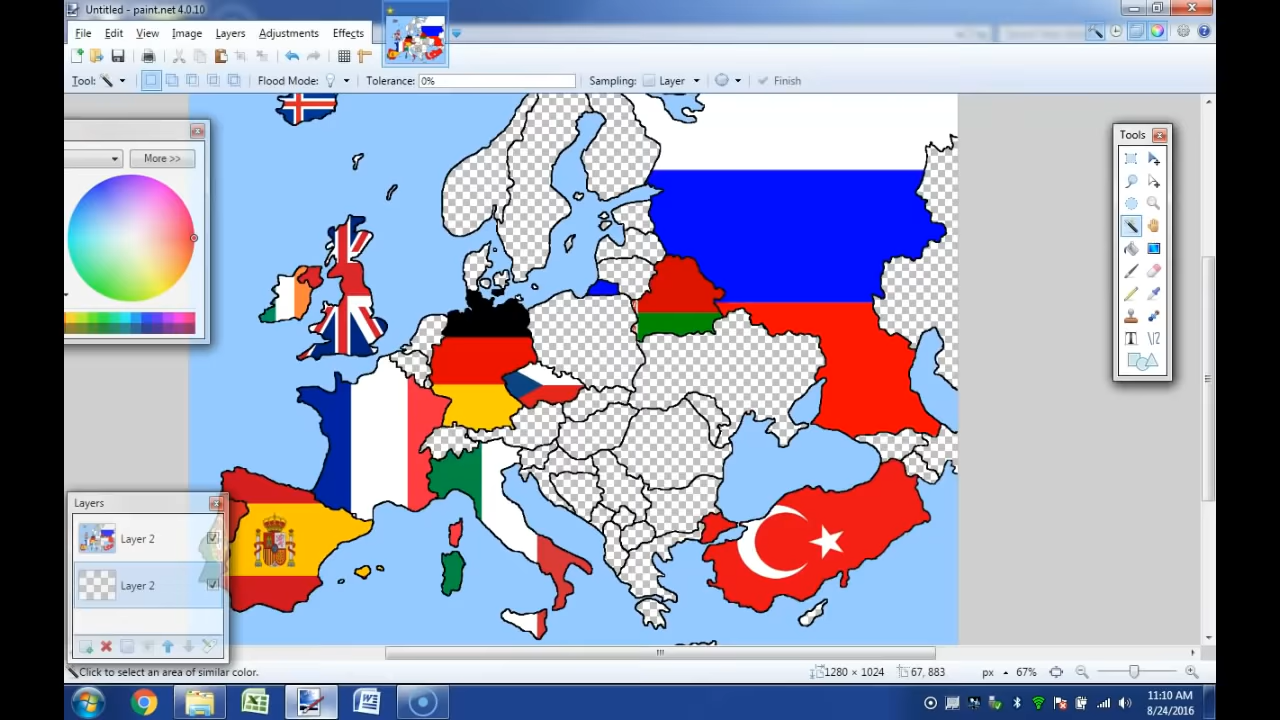 Untitled - paint.net 4.0.10
File Edit View Image Layers Adjustments Effects
Tool: Flood Mode: Tolerance: 0% Sampling: Layer Finish
More >>
Tools
Layers
Layer 2
Layer 2
Click to select an area of similar color.
1280 × 1024 67, 883 px 67%
11:10 AM
8/24/2016